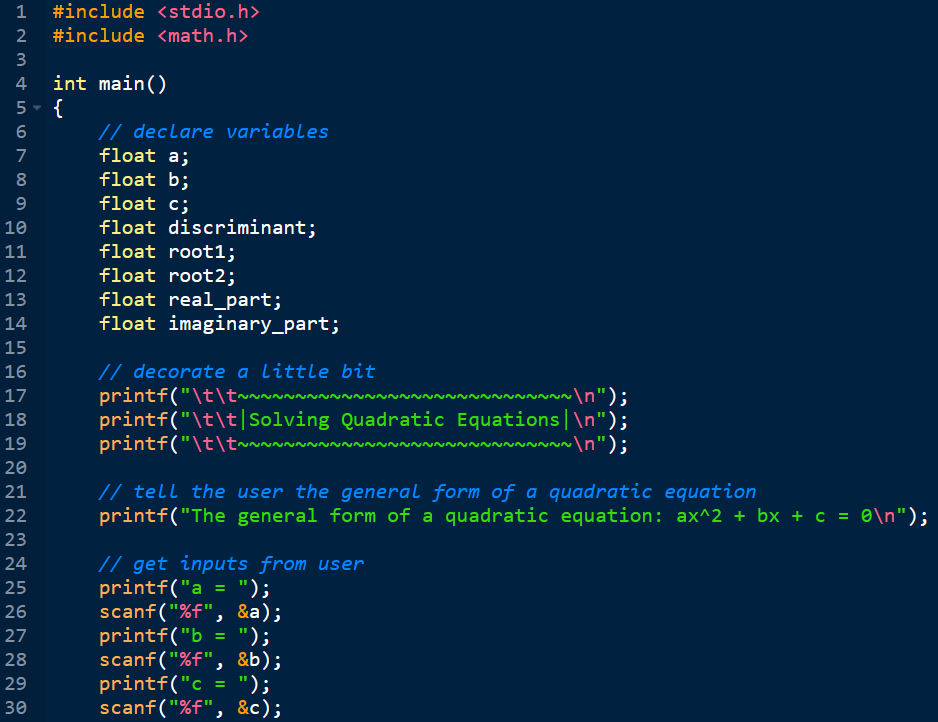 1 #include <stdio.h>
2 #include <math.h>
3
4 int main()
5 {
6     // declare variables
7     float a;
8     float b;
9     float c;
10     float discriminant;
11     float root1;
12     float root2;
13     float real_part;
14     float imaginary_part;
15
16     // decorate a little bit
17     printf("\t\t~~~~~~~~~~~~~~~~~~~~~~~~~~~~~\n");
18     printf("\t\t|Solving Quadratic Equations|\n");
19     printf("\t\t~~~~~~~~~~~~~~~~~~~~~~~~~~~~~\n");
20
21     // tell the user the general form of a quadratic equation
22     printf("The general form of a quadratic equation: ax^2 + bx + c = 0\n");
23
24     // get inputs from user
25     printf("a = ");
26     scanf("%f", &a);
27     printf("b = ");
28     scanf("%f", &b);
29     printf("c = ");
30     scanf("%f", &c);